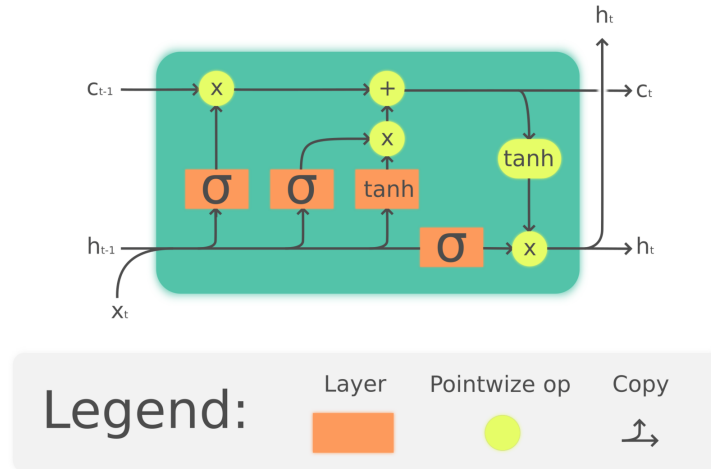 hₜ
cₜ₋₁ x + cₜ
x
tanh
σ σ tanh
hₜ₋₁ σ x hₜ
xₜ
Legend:
Layer Pointwize op Copy